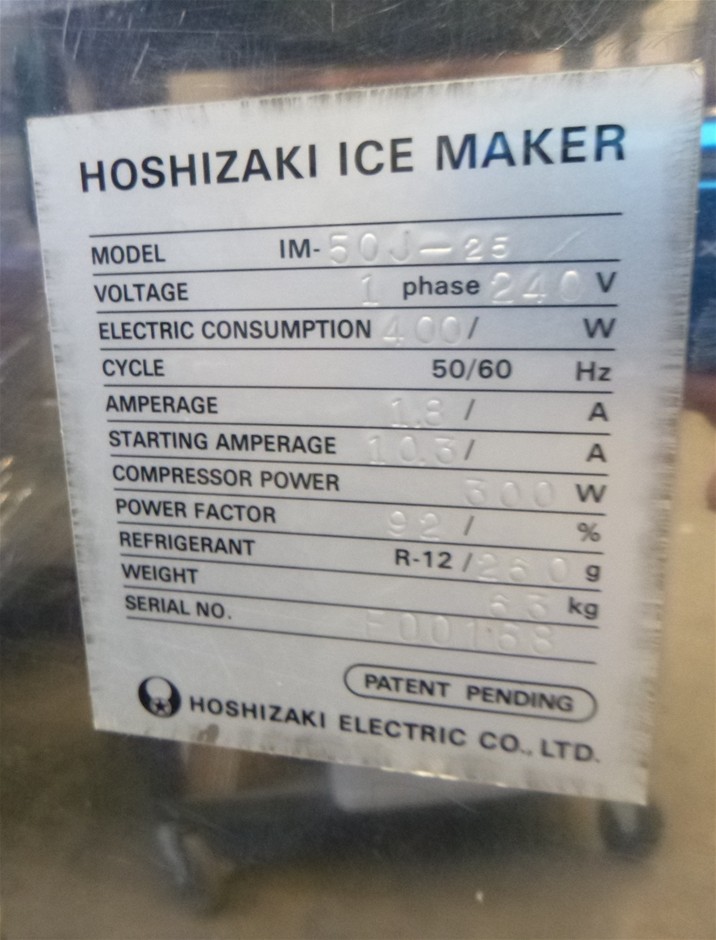 HOSHIZAKI ICE MAKER
MODEL IM-50J-25
VOLTAGE 1 phase 240 V
ELECTRIC CONSUMPTION 400/ W
CYCLE 50/60 Hz
AMPERAGE 1.8 / A
STARTING AMPERAGE 10.3/ A
COMPRESSOR POWER 300 W
POWER FACTOR 92 / %
REFRIGERANT R-12 / g
WEIGHT 63 kg
SERIAL NO. F00168
PATENT PENDING
HOSHIZAKI ELECTRIC CO., LTD.